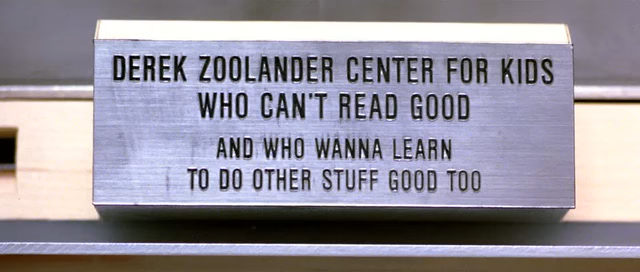 DEREK ZOOLANDER CENTER FOR KIDS
WHO CAN'T READ GOOD
AND WHO WANNA LEARN
TO DO OTHER STUFF GOOD TOO